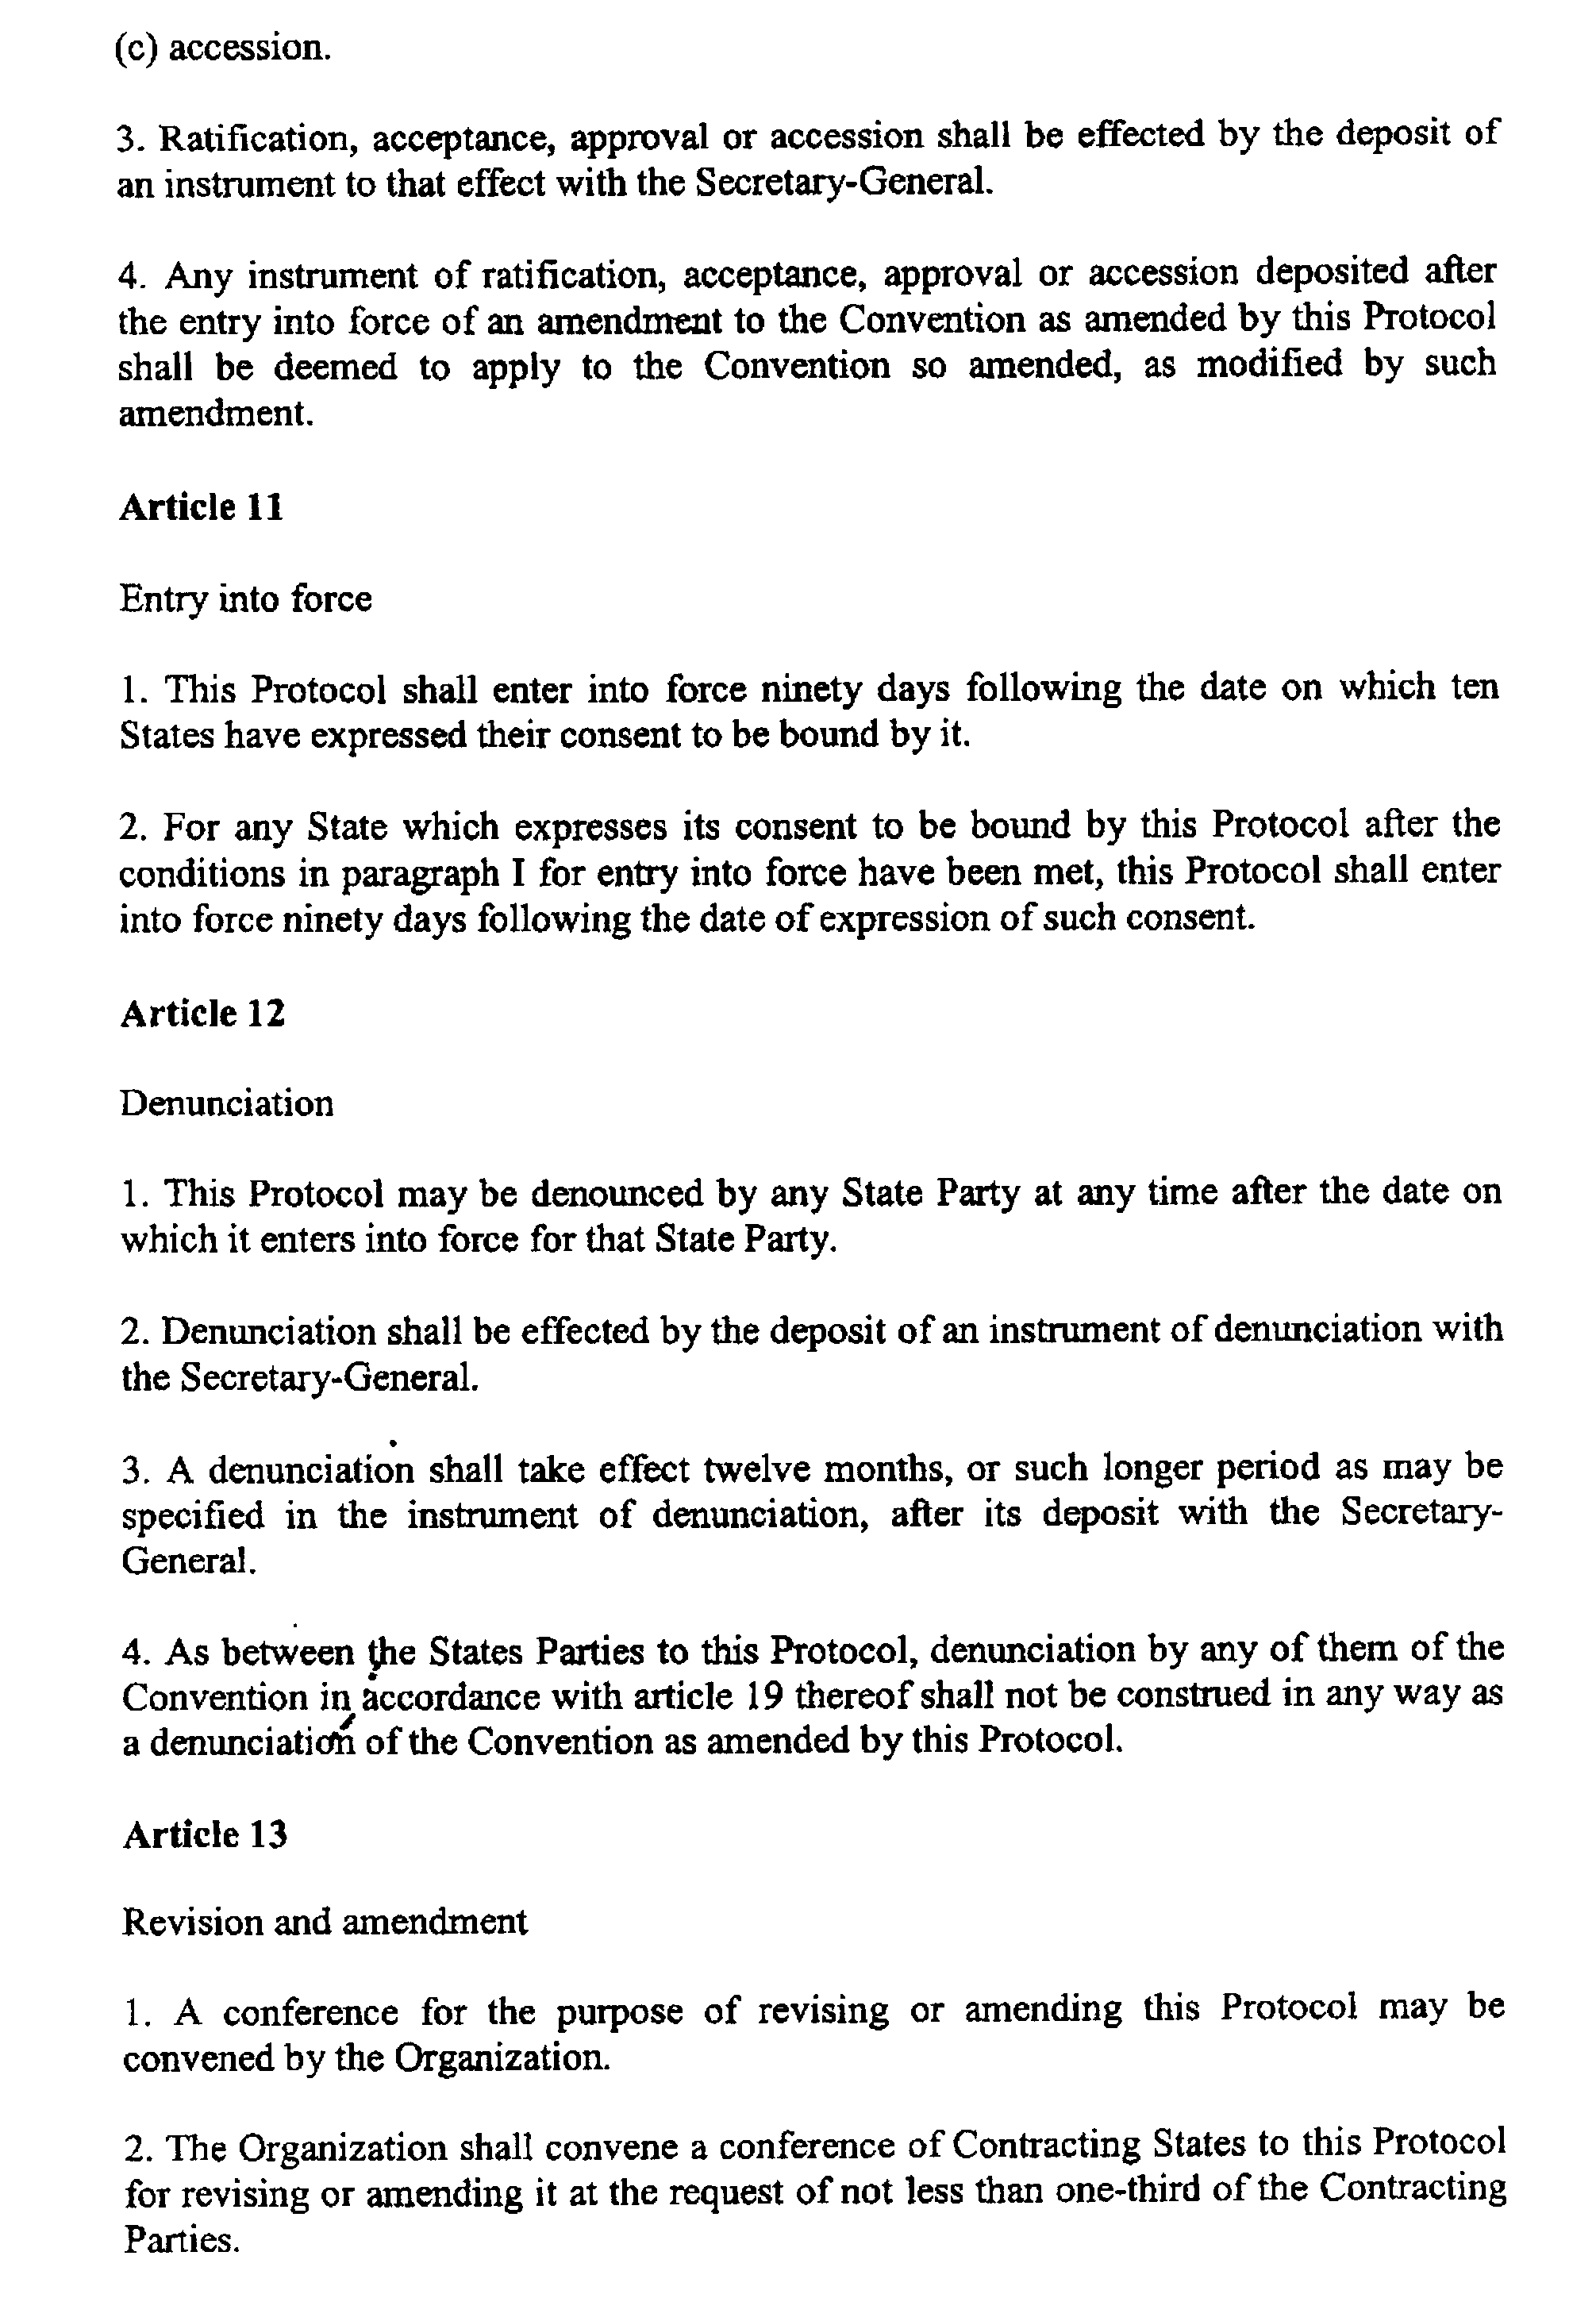 (c) accession.
3. Ratification, acceptance, approval or accession shall be effected by the deposit of
an instrument to that effect with the Secretary-General.
4. Any instrument of ratification, acceptance, approval or accession deposited after
the entry into force of an amendment to the Convention as amended by this Protocol
shall be deemed to apply to the Convention so amended, as modified by such
amendment.
Article 11
Entry into force
1. This Protocol shall enter into force ninety days following the date on which ten
States have expressed their consent to be bound by it.
2. For any State which expresses its consent to be bound by this Protocol after the
conditions in paragraph I for entry into force have been met, this Protocol shall enter
into force ninety days following the date of expression of such consent.
Article 12
Denunciation
1. This Protocol may be denounced by any State Party at any time after the date on
which it enters into force for that State Party.
2. Denunciation shall be effected by the deposit of an instrument of denunciation with
the Secretary-General.
3. A denunciation shall take effect twelve months, or such longer period as may be
specified in the instrument of denunciation, after its deposit with the Secretary-
General.
4. As between the States Parties to this Protocol, denunciation by any of them of the
Convention in accordance with article 19 thereof shall not be construed in any way as
a denunciation of the Convention as amended by this Protocol.
Article 13
Revision and amendment
1. A conference for the purpose of revising or amending this Protocol may be
convened by the Organization.
2. The Organization shall convene a conference of Contracting States to this Protocol
for revising or amending it at the request of not less than one-third of the Contracting
Parties.